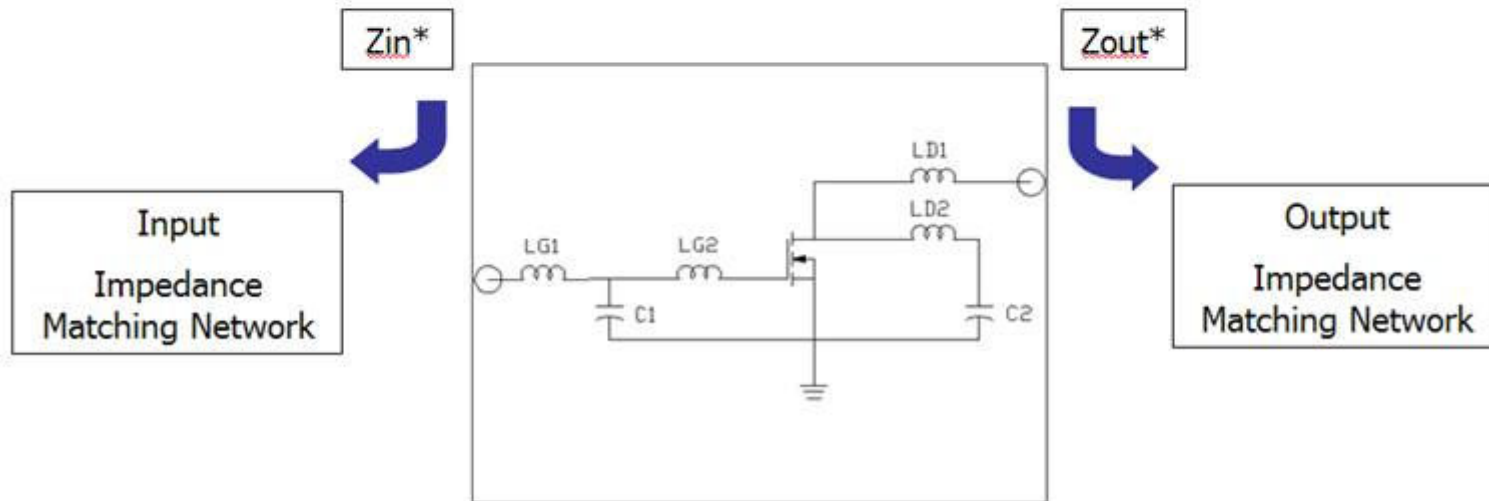 Zin*
Zout*
Input
Impedance
Matching Network
LG1
LG2
C1
LD1
LD2
C2
Output
Impedance
Matching Network